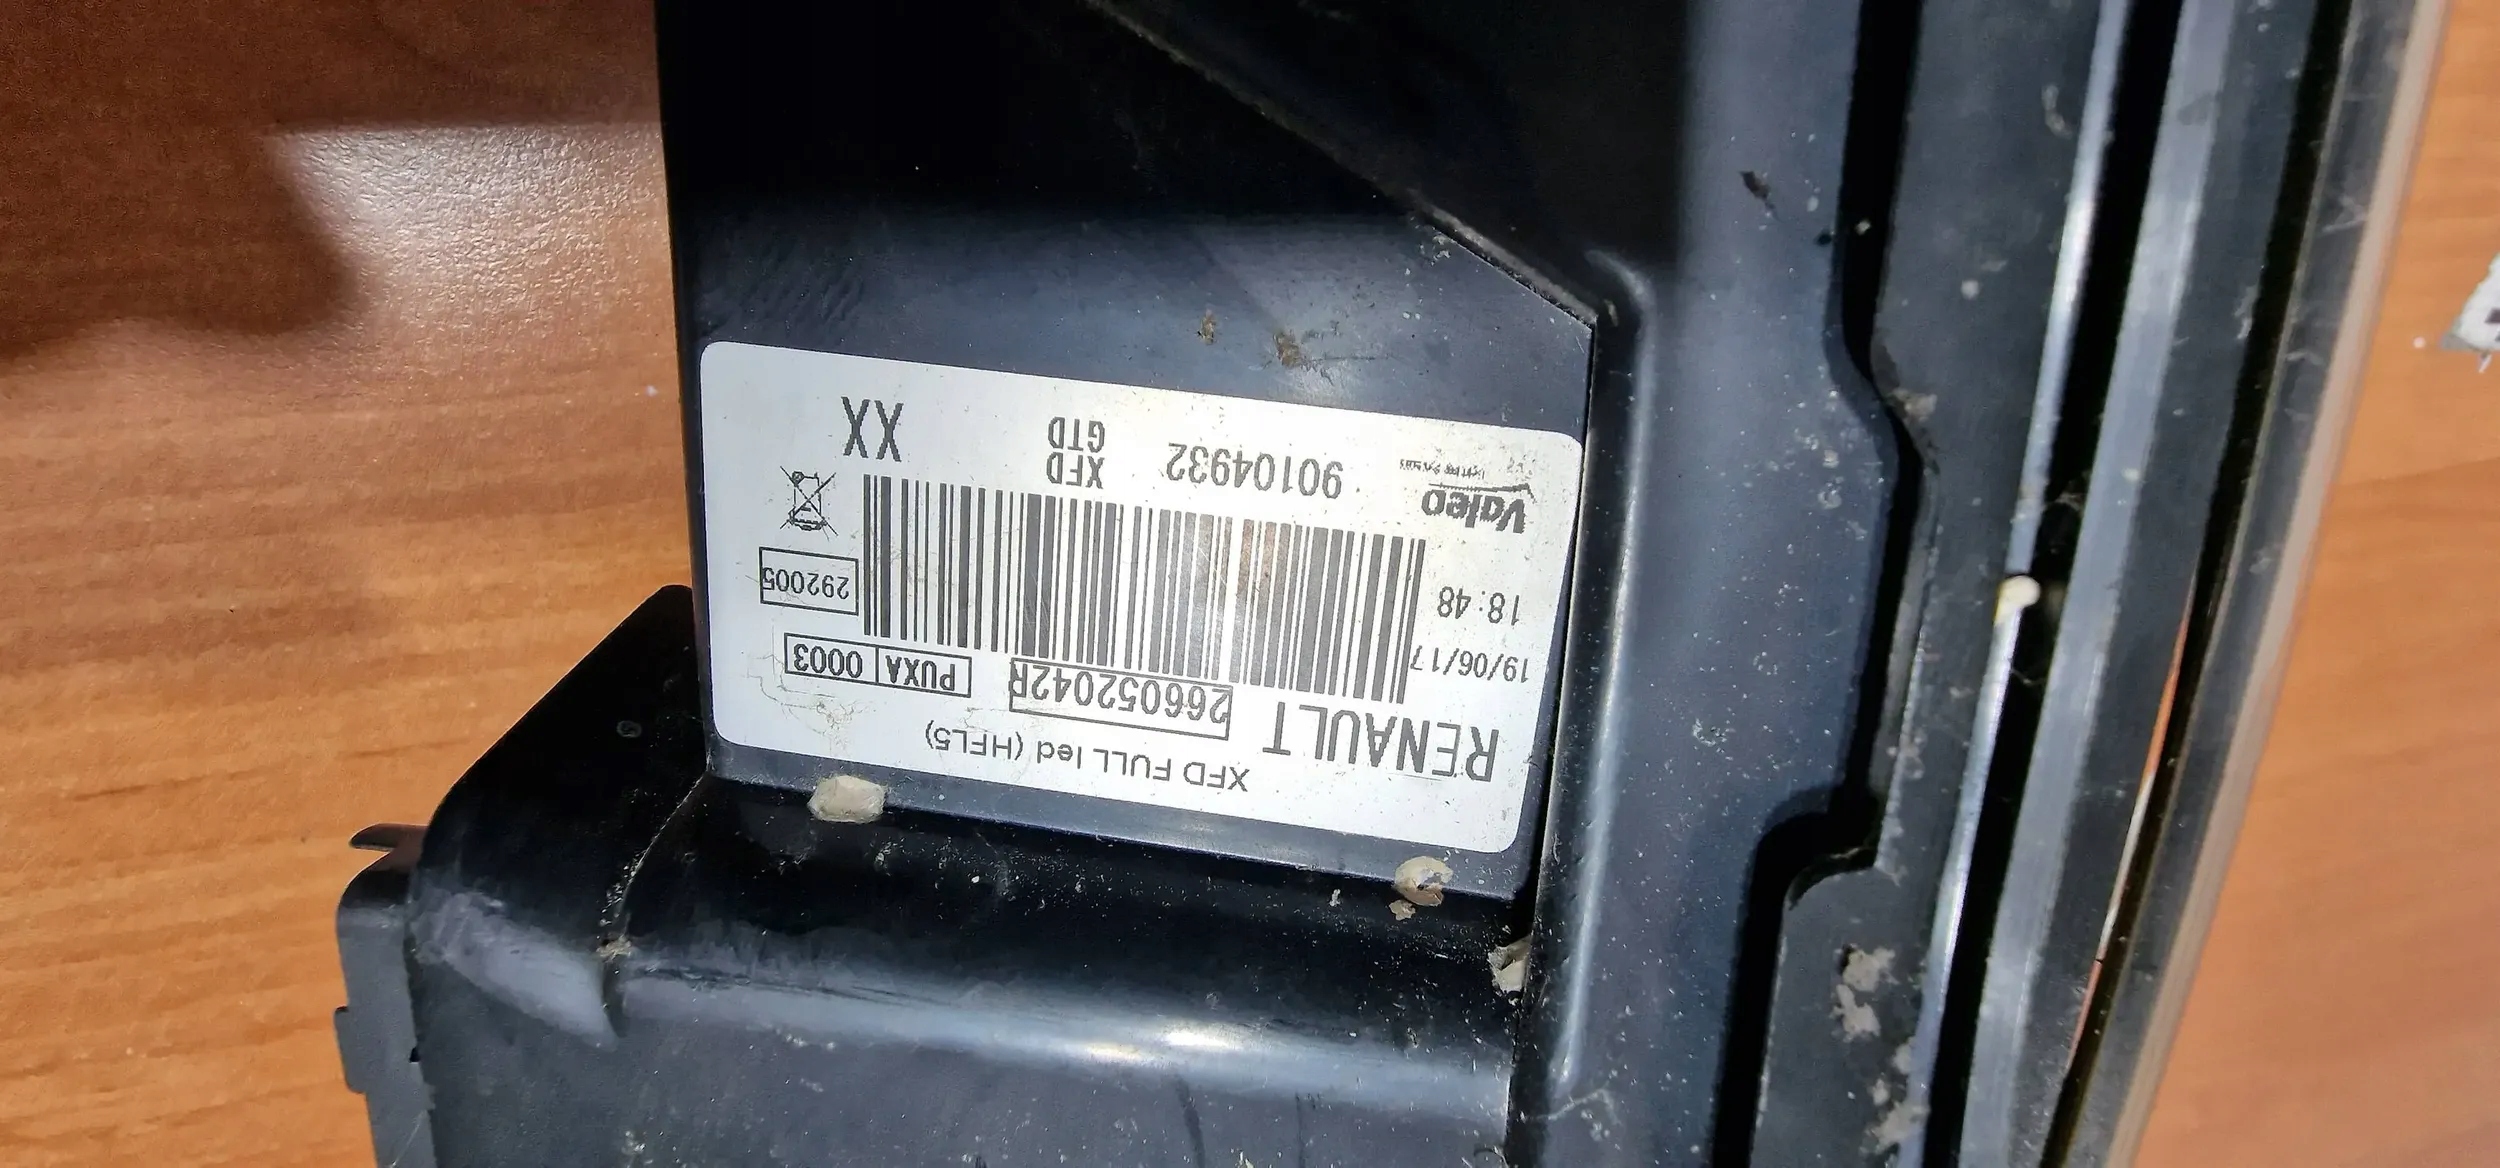 XFD FULL led (HFL5)
RENAULT
266052042R
PUXA 0003
19/06/17
18:48
292005
Valeo
90104932
XFD
GTD
XX